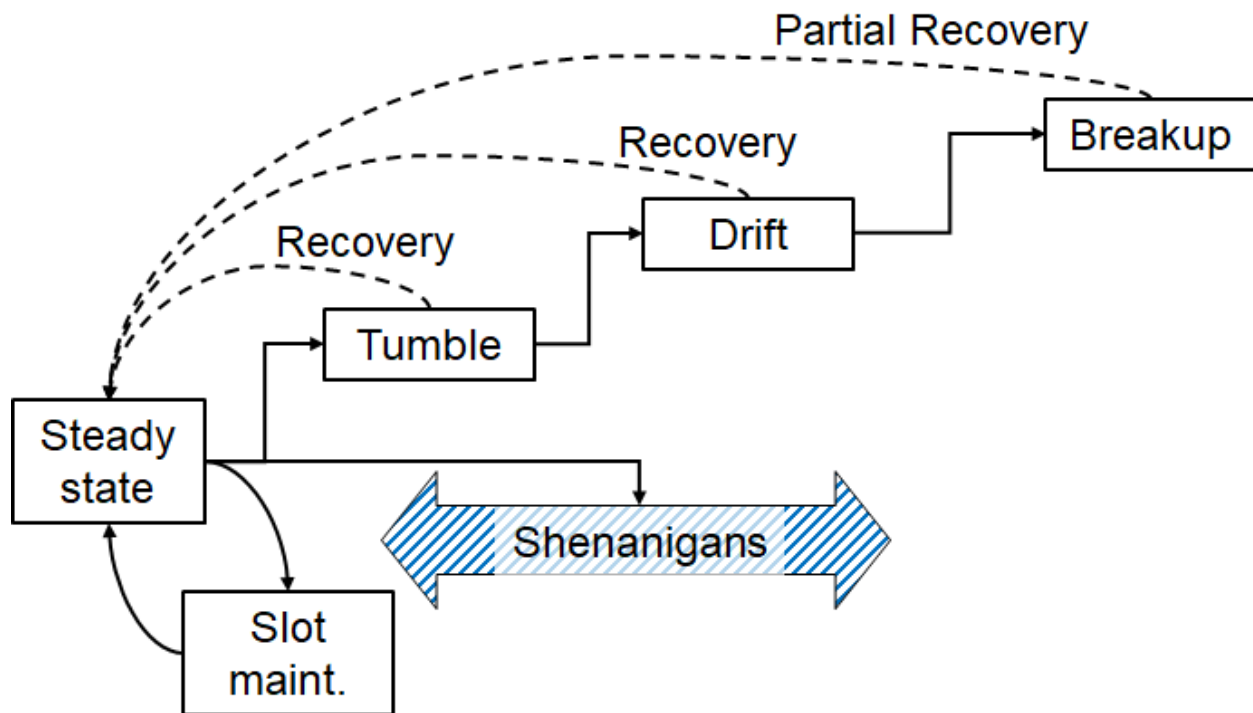 Partial Recovery
Breakup
Recovery
Drift
Recovery
Tumble
Steady
state
Shenanigans
Slot
maint.